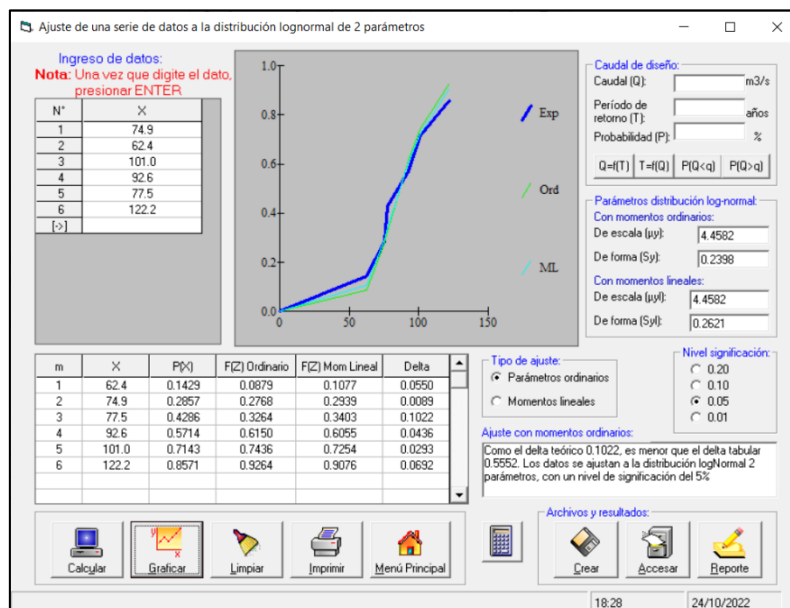 Ajuste de una serie de datos a la distribución lognormal de 2 parámetros
Ingreso de datos:
Nota: Una vez que digite el dato,
presionar ENTER
N° X
1 74.9
2 62.4
3 101.0
4 92.6
5 77.5
6 122.2
[->]
1.0
0.8
0.6
0.4
0.2
0.0
0 50 100 150
Exp
Ord
ML
Caudal de diseño:
Caudal (Q): m3/s
Período de
retorno (T): años
Probabilidad (P): %
Q=f(T) T=f(Q) P(Q<q) P(Q>q)
Parámetros distribución log-normal:
Con momentos ordinarios:
De escala (μy): 4.4582
De forma (Sy): 0.2398
Con momentos lineales:
De escala (μyl): 4.4582
De forma (Syl): 0.2621
m X P(X) F(Z) Ordinario F(Z) Mom Lineal Delta
1 62.4 0.1429 0.0879 0.1077 0.0550
2 74.9 0.2857 0.2768 0.2939 0.0089
3 77.5 0.4286 0.3264 0.3403 0.1022
4 92.6 0.5714 0.6150 0.6055 0.0436
5 101.0 0.7143 0.7436 0.7254 0.0293
6 122.2 0.8571 0.9264 0.9076 0.0692
Tipo de ajuste:
Parámetros ordinarios
Momentos lineales
Nivel significación:
0.20
0.10
0.05
0.01
Ajuste con momentos ordinarios:
Como el delta teórico 0.1022, es menor que el delta tabular
0.5552. Los datos se ajustan a la distribución logNormal 2
parámetros, con un nivel de significación del 5%
Calcular
y
x
Graficar
Limpiar
Imprimir
Menú Principal
Archivos y resultados:
Crear
Accesar
Reporte
18:28 24/10/2022